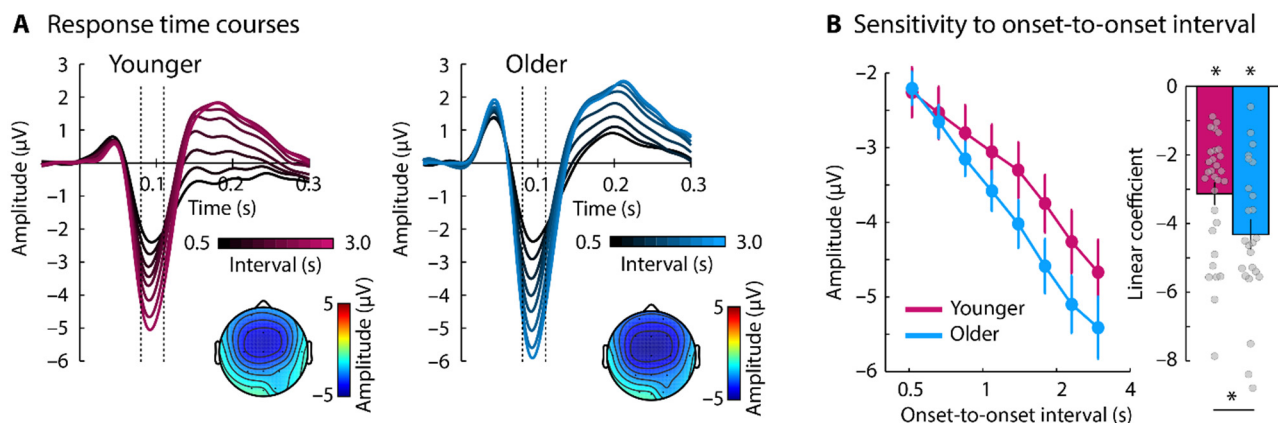 A Response time courses
Younger
3
2
1
0
−1
−2
−3
−4
−5
−6
Amplitude (μV)
0.1
0.2
0.3
Time (s)
0.5
3.0
Interval (s)
5
−5
Amplitude (μV)
Older
3
2
1
0
−1
−2
−3
−4
−5
−6
Amplitude (μV)
0.1
0.2
0.3
Time (s)
0.5
3.0
Interval (s)
5
−5
Amplitude (μV)
B Sensitivity to onset-to-onset interval
−2
−3
−4
−5
−6
Amplitude (μV)
Younger
Older
0.5
1
2
4
Onset-to-onset interval (s)
* *
0
−2
−4
−6
−8
Linear coefficient
*